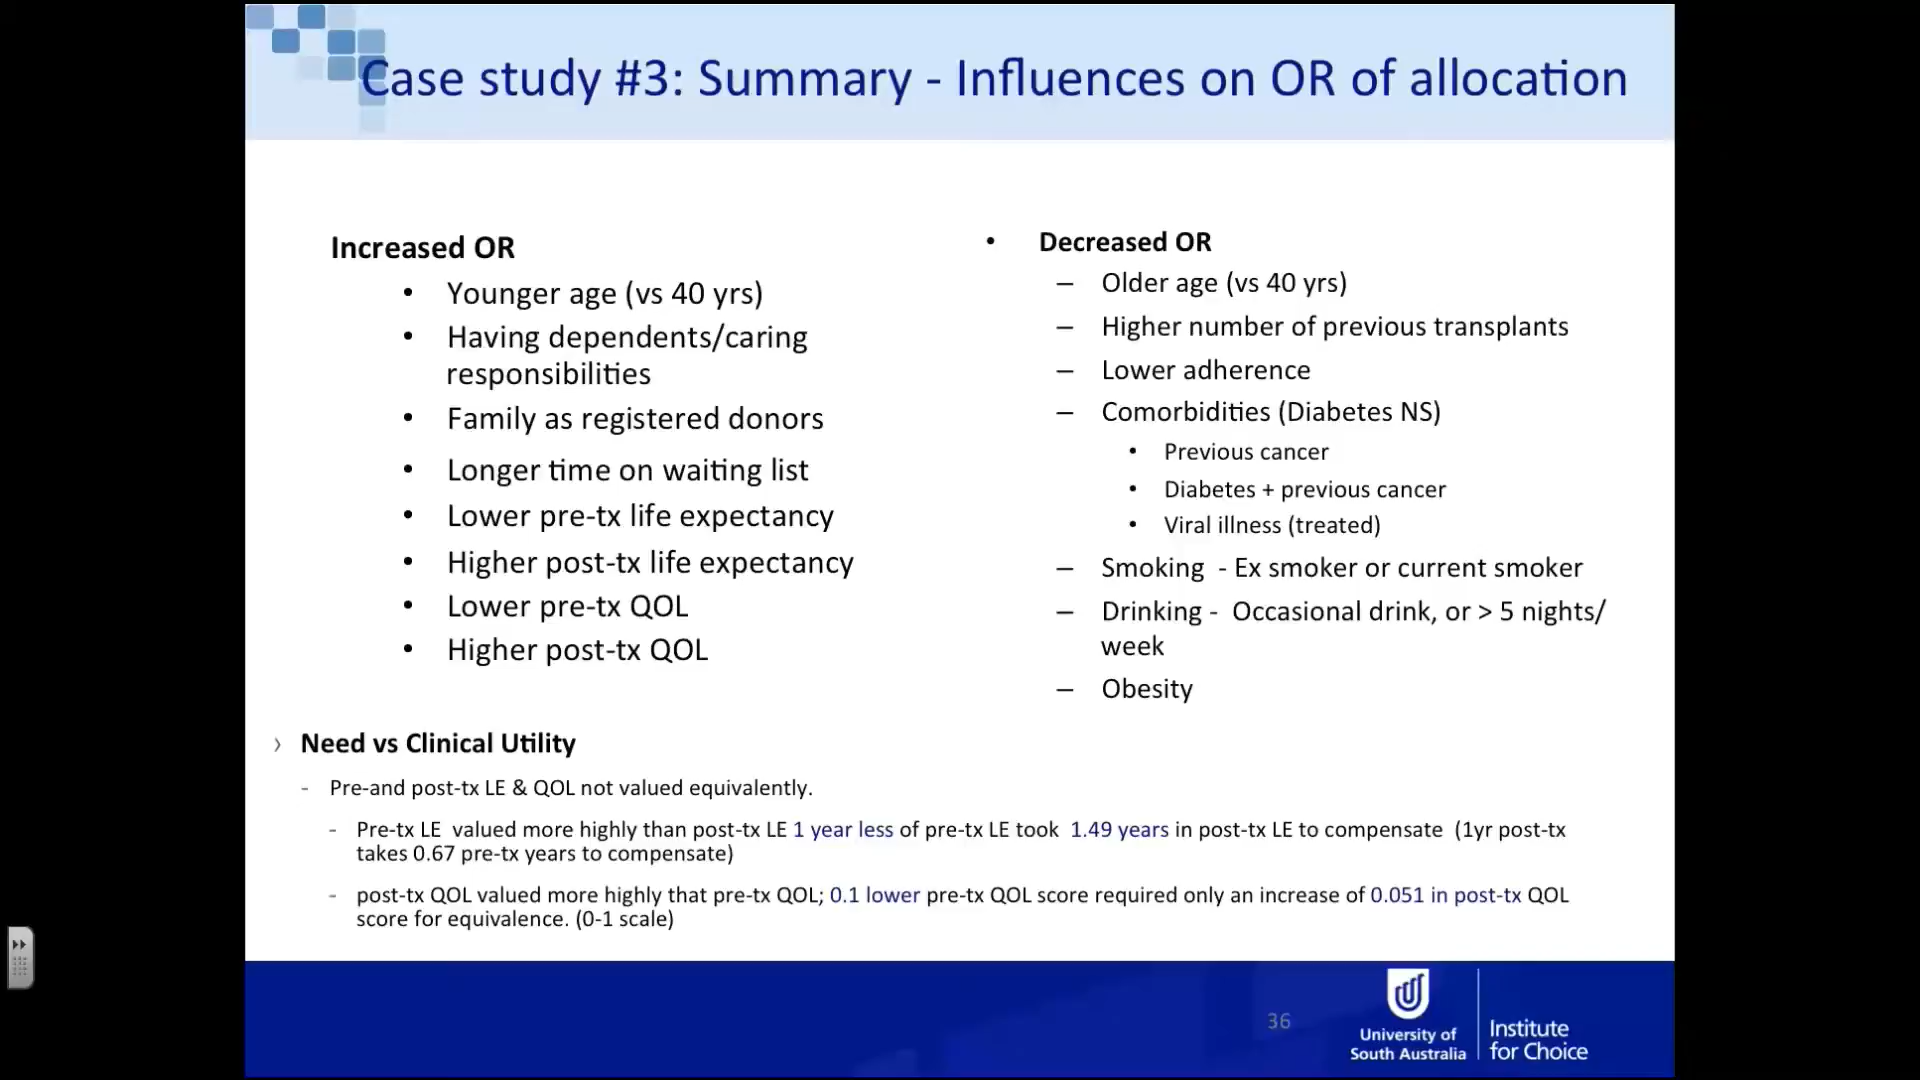 Case study #3: Summary - Influences on OR of allocation
Increased OR
• Younger age (vs 40 yrs)
• Having dependents/caring
responsibilities
• Family as registered donors
• Longer time on waiting list
• Lower pre-tx life expectancy
• Higher post-tx life expectancy
• Lower pre-tx QOL
• Higher post-tx QOL
• Decreased OR
– Older age (vs 40 yrs)
– Higher number of previous transplants
– Lower adherence
– Comorbidities (Diabetes NS)
• Previous cancer
• Diabetes + previous cancer
• Viral illness (treated)
– Smoking - Ex smoker or current smoker
– Drinking - Occasional drink, or > 5 nights/
week
– Obesity
› Need vs Clinical Utility
- Pre-and post-tx LE & QOL not valued equivalently.
- Pre-tx LE valued more highly than post-tx LE 1 year less of pre-tx LE took 1.49 years in post-tx LE to compensate (1yr post-tx
takes 0.67 pre-tx years to compensate)
- post-tx QOL valued more highly that pre-tx QOL; 0.1 lower pre-tx QOL score required only an increase of 0.051 in post-tx QOL
score for equivalence. (0-1 scale)
36
University of
South Australia
Institute
for Choice